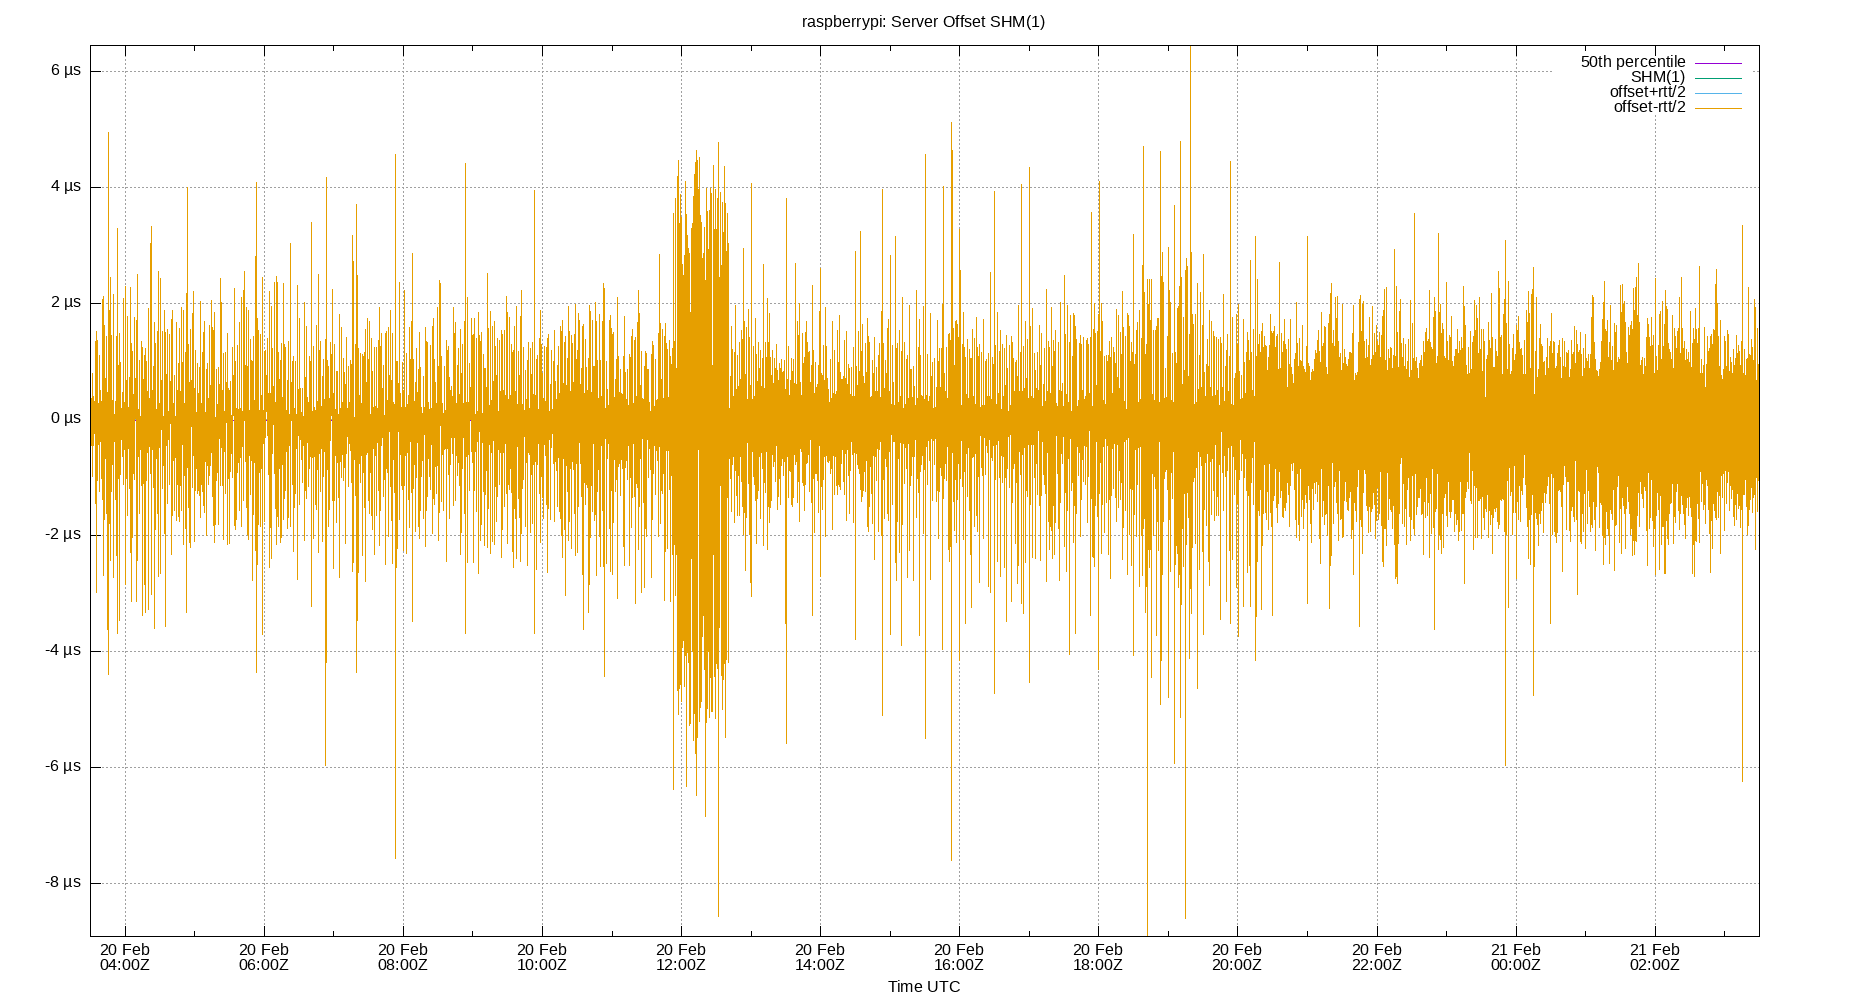 raspberrypi: Server Offset SHM(1)
50th percentile
SHM(1)
offset+rtt/2
offset-rtt/2
6 µs
4 µs
2 µs
0 µs
-2 µs
-4 µs
-6 µs
-8 µs
20 Feb 20 Feb 20 Feb 20 Feb 20 Feb 20 Feb 20 Feb 20 Feb 20 Feb 20 Feb 21 Feb 21 Feb
04:00Z 06:00Z 08:00Z 10:00Z 12:00Z 14:00Z 16:00Z 18:00Z 20:00Z 22:00Z 00:00Z 02:00Z
Time UTC